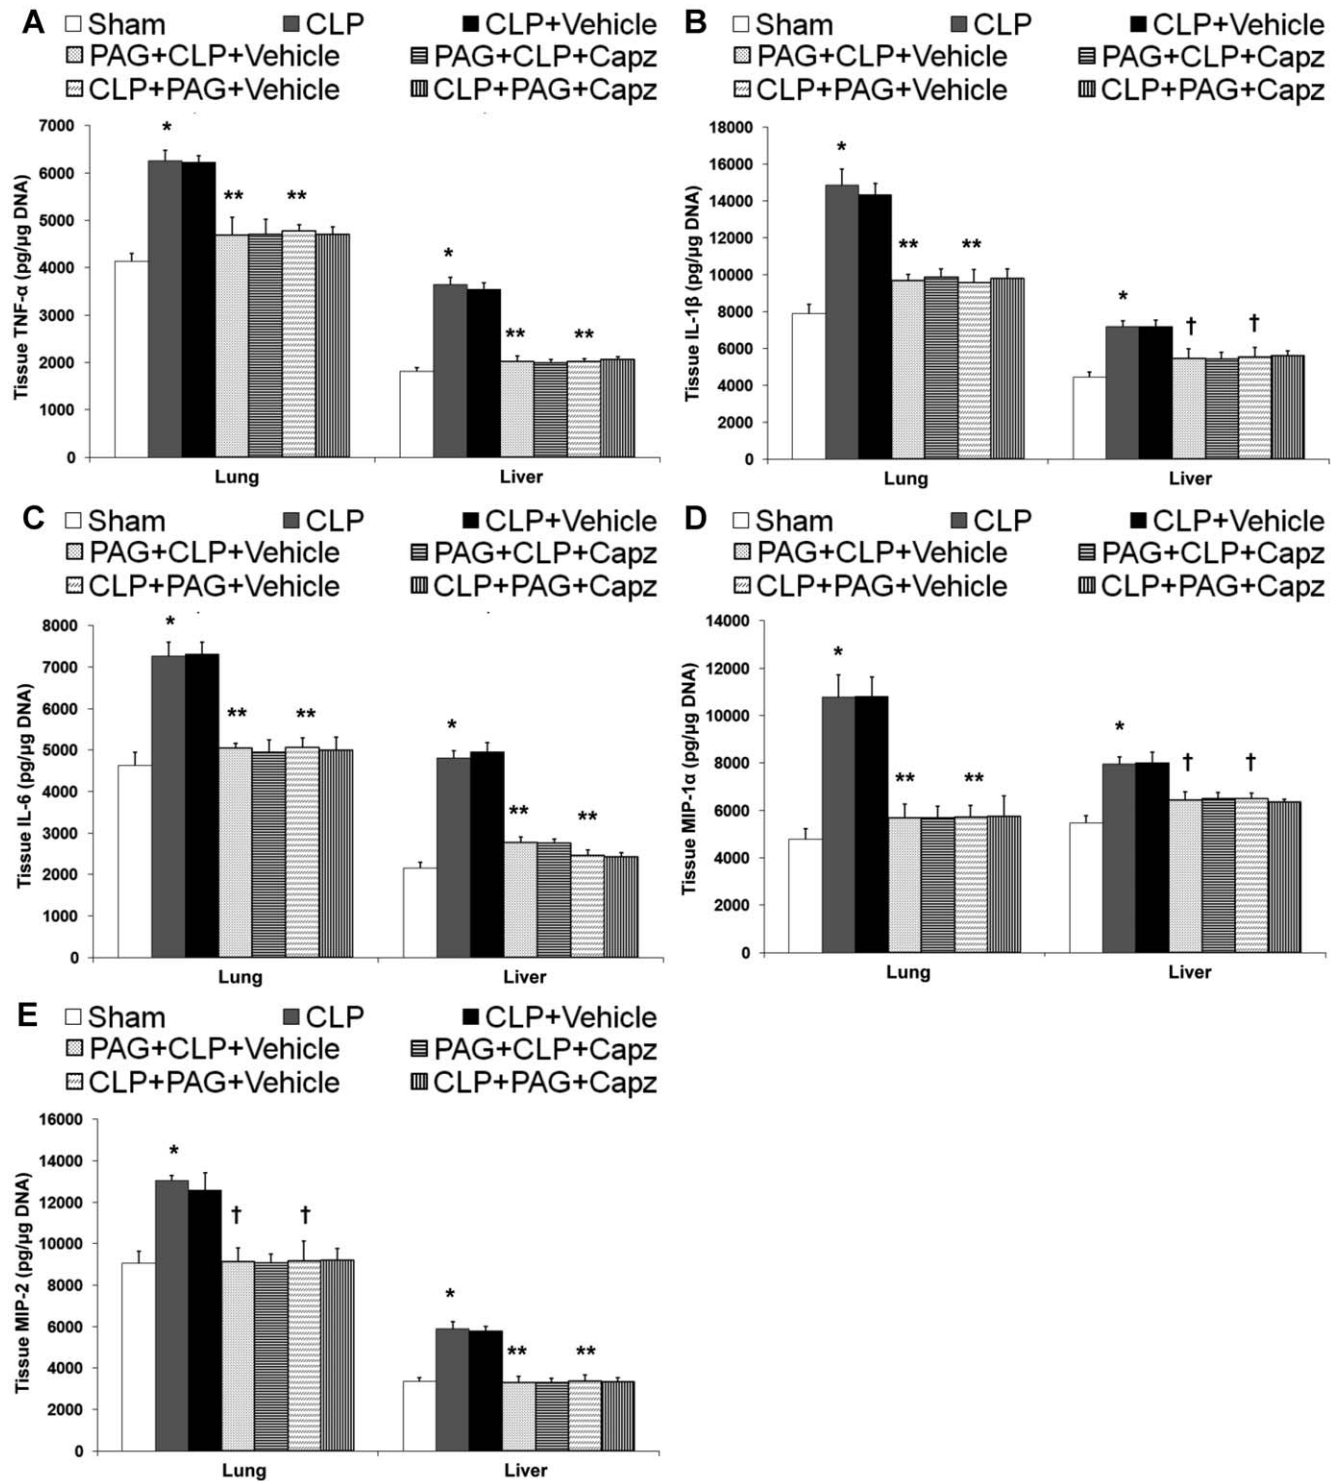 A
Sham CLP CLP+Vehicle
PAG+CLP+Vehicle PAG+CLP+Capz
CLP+PAG+Vehicle CLP+PAG+Capz
Tissue TNF-α (pg/µg DNA)
7000
6000
5000
4000
3000
2000
1000
0
*
**
**
*
**
**
Lung Liver
B
Sham CLP CLP+Vehicle
PAG+CLP+Vehicle PAG+CLP+Capz
CLP+PAG+Vehicle CLP+PAG+Capz
Tissue IL-1β (pg/µg DNA)
18000
16000
14000
12000
10000
8000
6000
4000
2000
0
*
**
**
*
†
†
Lung Liver
C
Sham CLP CLP+Vehicle
PAG+CLP+Vehicle PAG+CLP+Capz
CLP+PAG+Vehicle CLP+PAG+Capz
Tissue IL-6 (pg/µg DNA)
8000
7000
6000
5000
4000
3000
2000
1000
0
*
**
**
*
**
**
Lung Liver
D
Sham CLP CLP+Vehicle
PAG+CLP+Vehicle PAG+CLP+Capz
CLP+PAG+Vehicle CLP+PAG+Capz
Tissue MIP-1α (pg/µg DNA)
14000
12000
10000
8000
6000
4000
2000
0
*
**
**
*
†
†
Lung Liver
E
Sham CLP CLP+Vehicle
PAG+CLP+Vehicle PAG+CLP+Capz
CLP+PAG+Vehicle CLP+PAG+Capz
Tissue MIP-2 (pg/µg DNA)
16000
14000
12000
10000
8000
6000
4000
2000
0
*
†
†
*
**
**
Lung Liver